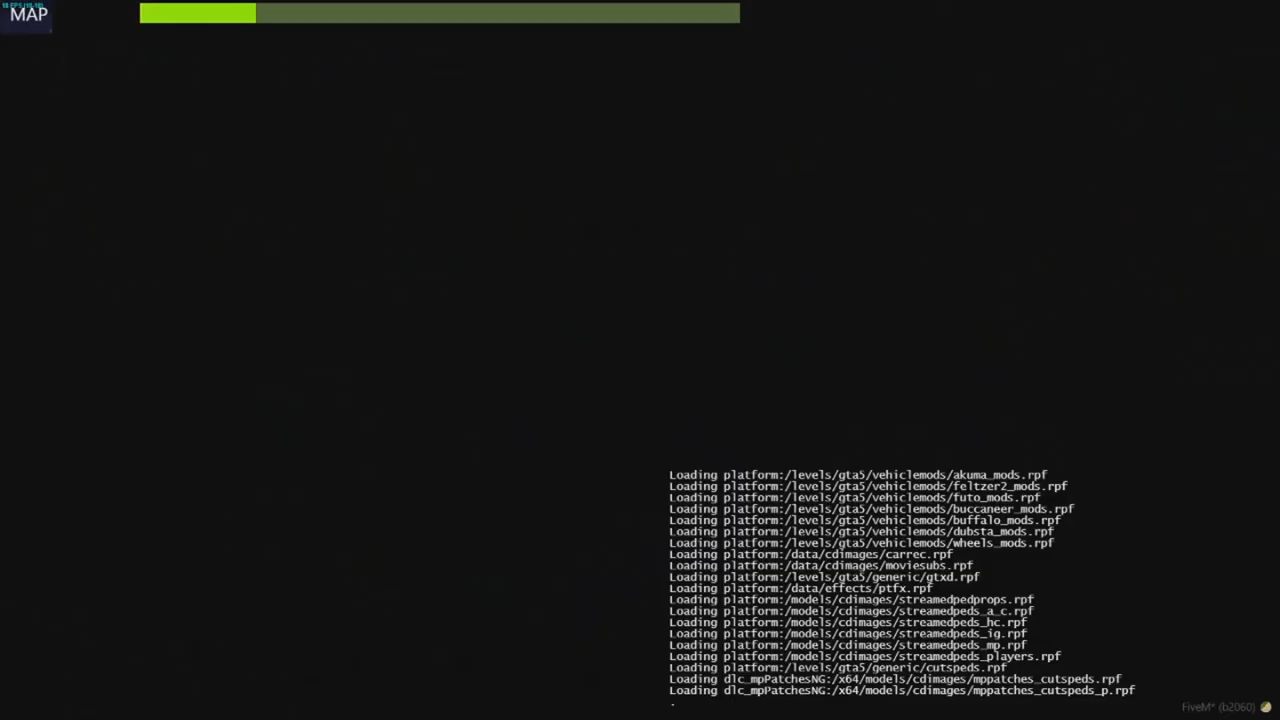 MAP
Loading platform:/levels/gta5/vehiclemods/akuma_mods.rpf
Loading platform:/levels/gta5/vehiclemods/feltzer2_mods.rpf
Loading platform:/levels/gta5/vehiclemods/futo_mods.rpf
Loading platform:/levels/gta5/vehiclemods/buccaneer_mods.rpf
Loading platform:/levels/gta5/vehiclemods/buffalo_mods.rpf
Loading platform:/levels/gta5/vehiclemods/dubsta_mods.rpf
Loading platform:/levels/gta5/vehiclemods/wheels_mods.rpf
Loading platform:/data/cdimages/carrec.rpf
Loading platform:/data/cdimages/moviesubs.rpf
Loading platform:/levels/gta5/generic/gtxd.rpf
Loading platform:/data/effects/ptfx.rpf
Loading platform:/models/cdimages/streamedpedprops.rpf
Loading platform:/models/cdimages/streamedpeds_a_c.rpf
Loading platform:/models/cdimages/streamedpeds_hc.rpf
Loading platform:/models/cdimages/streamedpeds_ig.rpf
Loading platform:/models/cdimages/streamedpeds_mp.rpf
Loading platform:/models/cdimages/streamedpeds_players.rpf
Loading platform:/levels/gta5/generic/cutspeds.rpf
Loading dlc_mpPatchesNG:/x64/models/cdimages/mppatches_cutspeds.rpf
Loading dlc_mpPatchesNG:/x64/models/cdimages/mppatches_cutspeds_p.rpf
FiveM* (b2060)